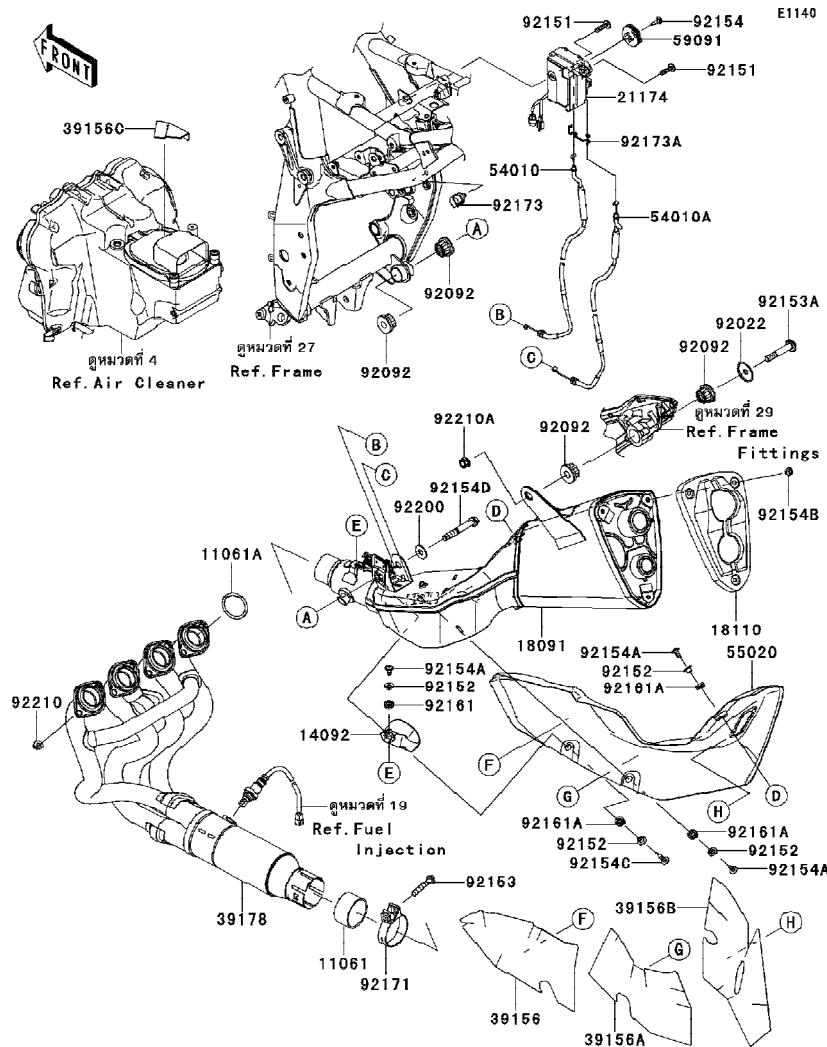 E1140
FRONT
92151
92154
59091
92151
21174
39156C
92173A
54010
92173
54010A
A
92092
B
92153A
C
92022
92092
ดูหมวดที่ 4
Ref.Air Cleaner
ดูหมวดที่ 27
Ref.Frame
92092
ดูหมวดที่ 29
Ref.Frame
Fittings
92210A
92092
B
C
92154D
D
92200
E
92154B
11061A
A
18091
18110
92154A
55020
92152
92161A
92154A
92152
92161
92210
14092
E
F
G
H
D
ดูหมวดที่ 19
Ref.Fuel
Injection
92161A
92152
92154C
92161A
92152
92154A
92153
39178
11061
92171
F
39156B
H
G
39156
39156A